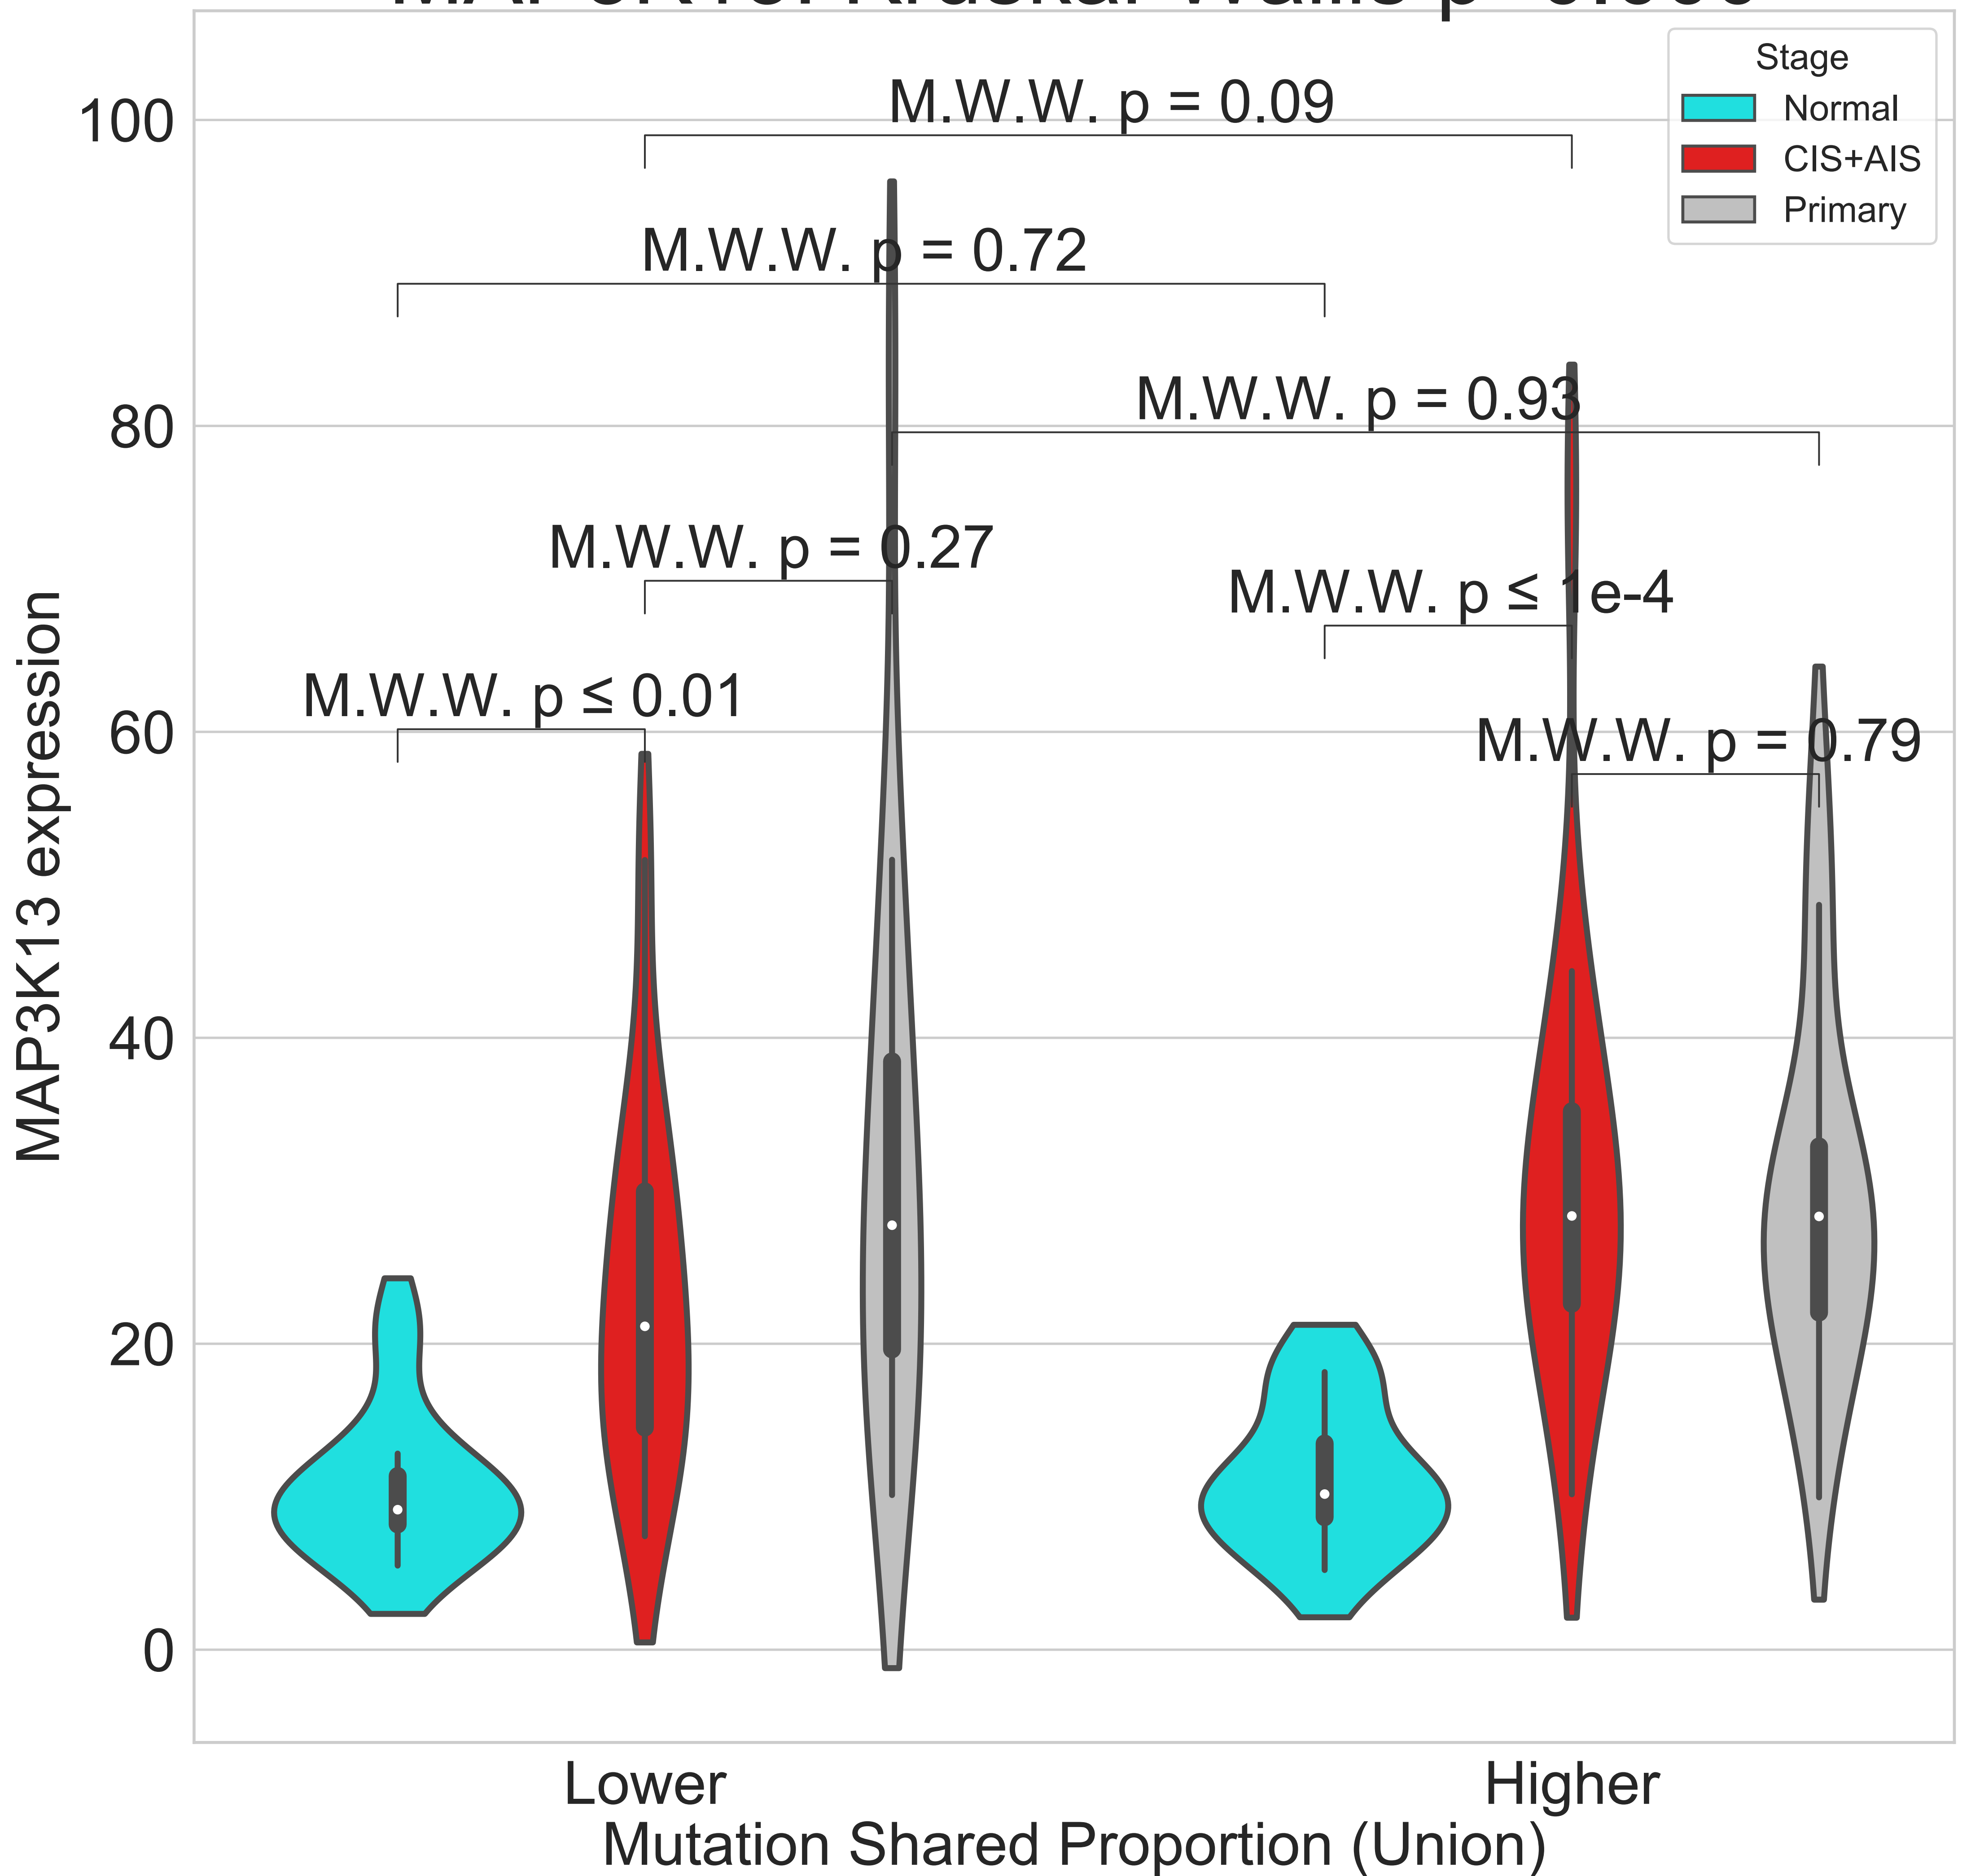 100
80
60
40
20
0
MAP3K13 expression
Stage
Normal
CIS+AIS
Primary
M.W.W. p = 0.09
M.W.W. p = 0.72
M.W.W. p = 0.93
M.W.W. p = 0.27
M.W.W. p ≤ 1e-4
M.W.W. p ≤ 0.01
M.W.W. p = 0.79
Lower
Higher
Mutation Shared Proportion (Union)